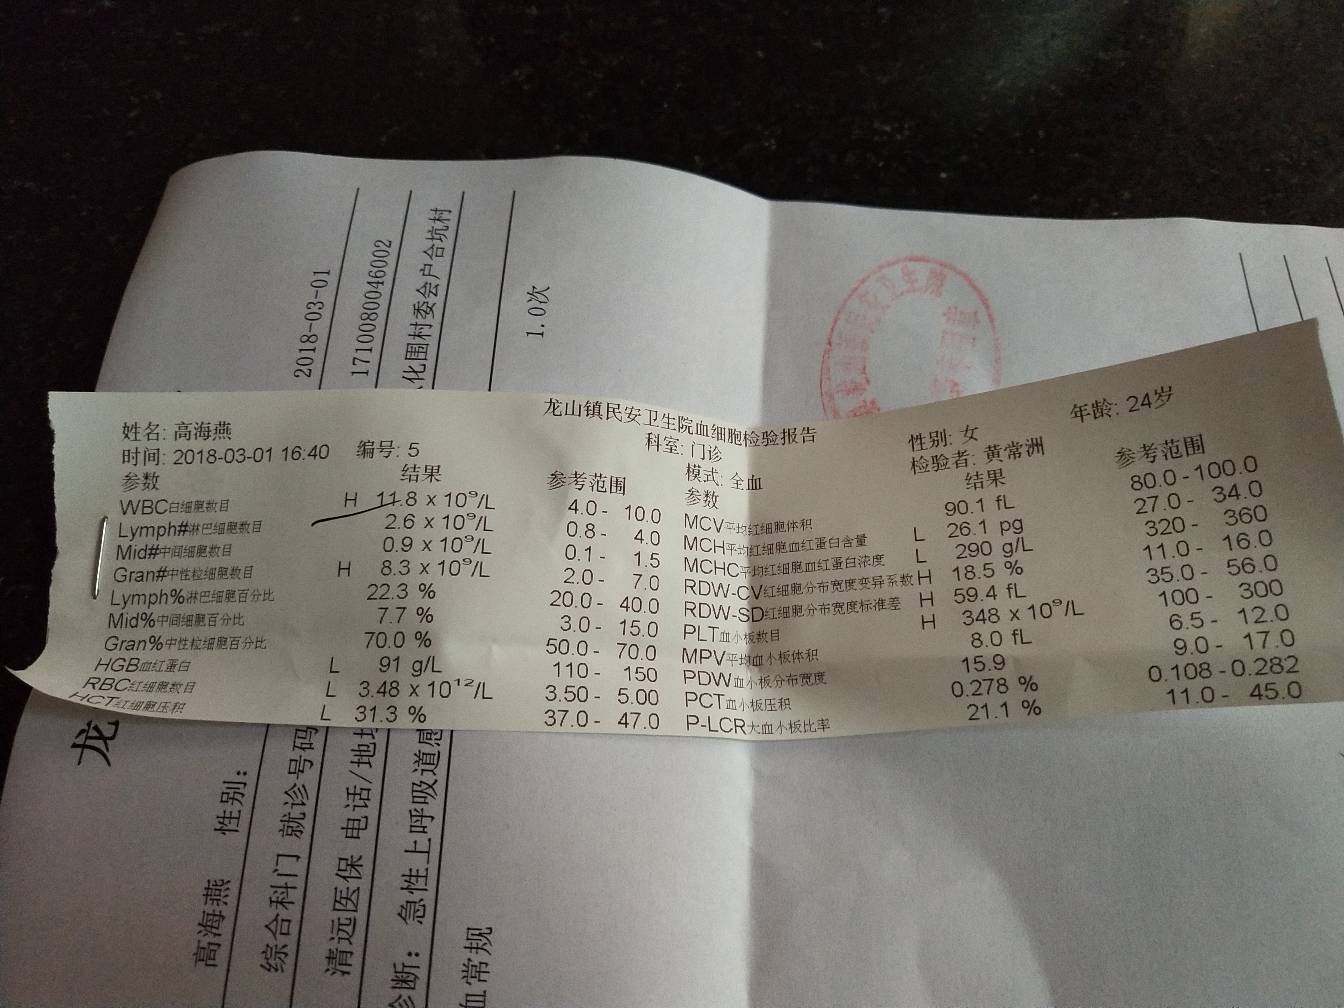 龙山镇民安卫生院血细胞检验报告
姓名: 高海燕 科室: 门诊 性别: 女 年龄: 24岁
时间: 2018-03-01 16:40 编号: 5 模式: 全血 检验者: 黄常洲
参数 结果 参考范围 参数 结果 参考范围
WBC白细胞数目 H 11.8 x 10⁹/L 4.0 - 10.0 MCV平均红细胞体积 90.1 fL 80.0 - 100.0
Lymph#淋巴细胞数目 2.6 x 10⁹/L 0.8 - 4.0 MCH平均红细胞血红蛋白含量 L 26.1 pg 27.0 - 34.0
Mid#中间细胞数目 0.9 x 10⁹/L 0.1 - 1.5 MCHC平均红细胞血红蛋白浓度 L 290 g/L 320 - 360
Gran#中性粒细胞数目 H 8.3 x 10⁹/L 2.0 - 7.0 RDW-CV红细胞分布宽度变异系数 H 18.5 % 11.0 - 16.0
Lymph%淋巴细胞百分比 22.3 % 20.0 - 40.0 RDW-SD红细胞分布宽度标准差 H 59.4 fL 35.0 - 56.0
Mid%中间细胞百分比 7.7 % 3.0 - 15.0 PLT血小板数目 H 348 x 10⁹/L 100 - 300
Gran%中性粒细胞百分比 70.0 % 50.0 - 70.0 MPV平均血小板体积 8.0 fL 6.5 - 12.0
HGB血红蛋白 L 91 g/L 110 - 150 PDW血小板分布宽度 15.9 9.0 - 17.0
RBC红细胞数目 L 3.48 x 10¹²/L 3.50 - 5.00 PCT血小板压积 0.278 % 0.108 - 0.282
HCT红细胞压积 L 31.3 % 37.0 - 47.0 P-LCR大血小板比率 21.1 % 11.0 - 45.0
龙
高海燕 性别:
2018-03-01
综合科门 就诊号码
1710080046002
清远医保 电话/地址
化围村委会户合坑村
诊断: 急性上呼吸道感
血常规
1.0次
卫生院